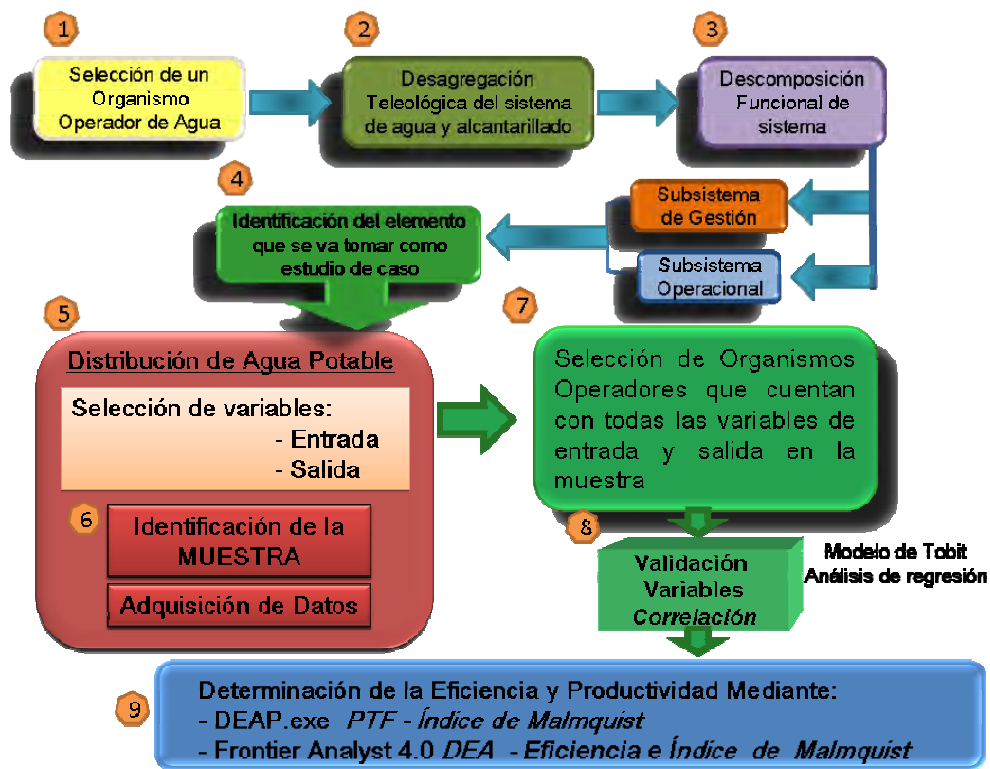 1
Selección de un
Organismo
Operador de Agua
2
Desagregación
Teleológica del sistema
de agua y alcantarillado
3
Descomposición
Funcional de
sistema
Subsistema
de Gestión
Subsistema
Operacional
4
Identificación del elemento
que se va tomar como
estudio de caso
5
Distribución de Agua Potable
Selección de variables:
- Entrada
- Salida
6
Identificación de la
MUESTRA
Adquisición de Datos
7
Selección de Organismos
Operadores que cuentan
con todas las variables de
entrada y salida en la
muestra
8
Validación
Variables
Correlación
Modelo de Tobit
Análisis de regresión
9
Determinación de la Eficiencia y Productividad Mediante:
- DEAP.exe PTF - Índice de Malmquist
- Frontier Analyst 4.0 DEA - Eficiencia e Índice de Malmquist